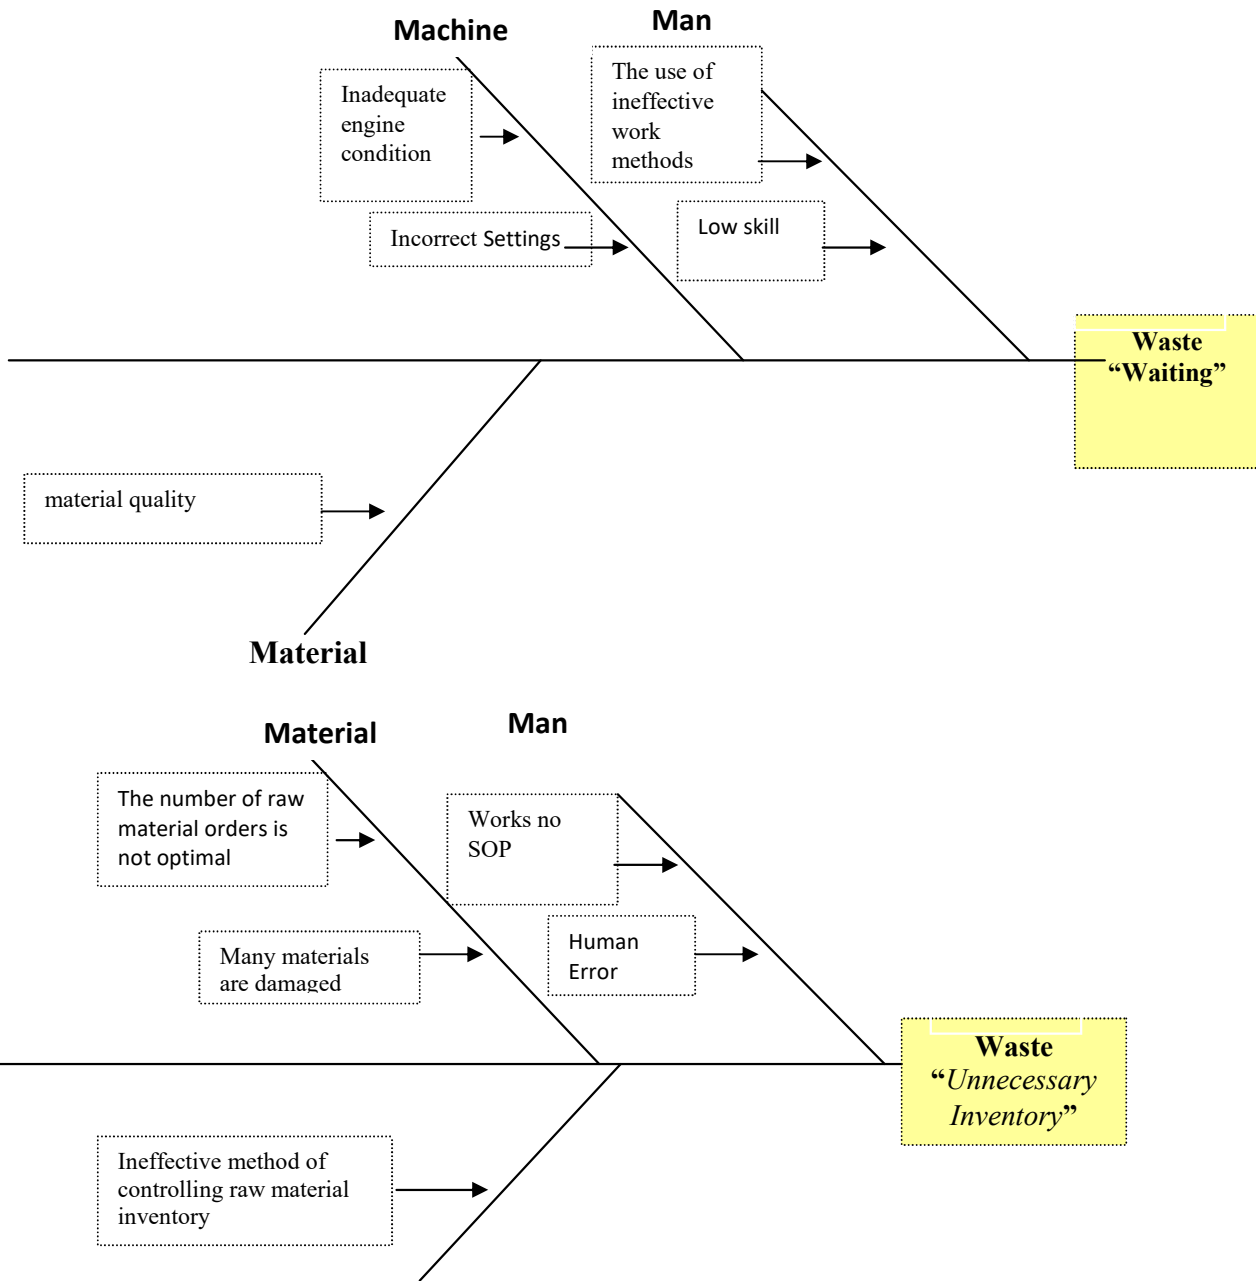 Machine
Man
Inadequate
engine
condition
The use of
ineffective
work
methods
Incorrect Settings
Low skill
Waste
“Waiting”
material quality
Material
Material
Man
The number of raw
material orders is
not optimal
Works no
SOP
Many materials
are damaged
Human
Error
Waste
“Unnecessary
Inventory”
Ineffective method of
controlling raw material
inventory